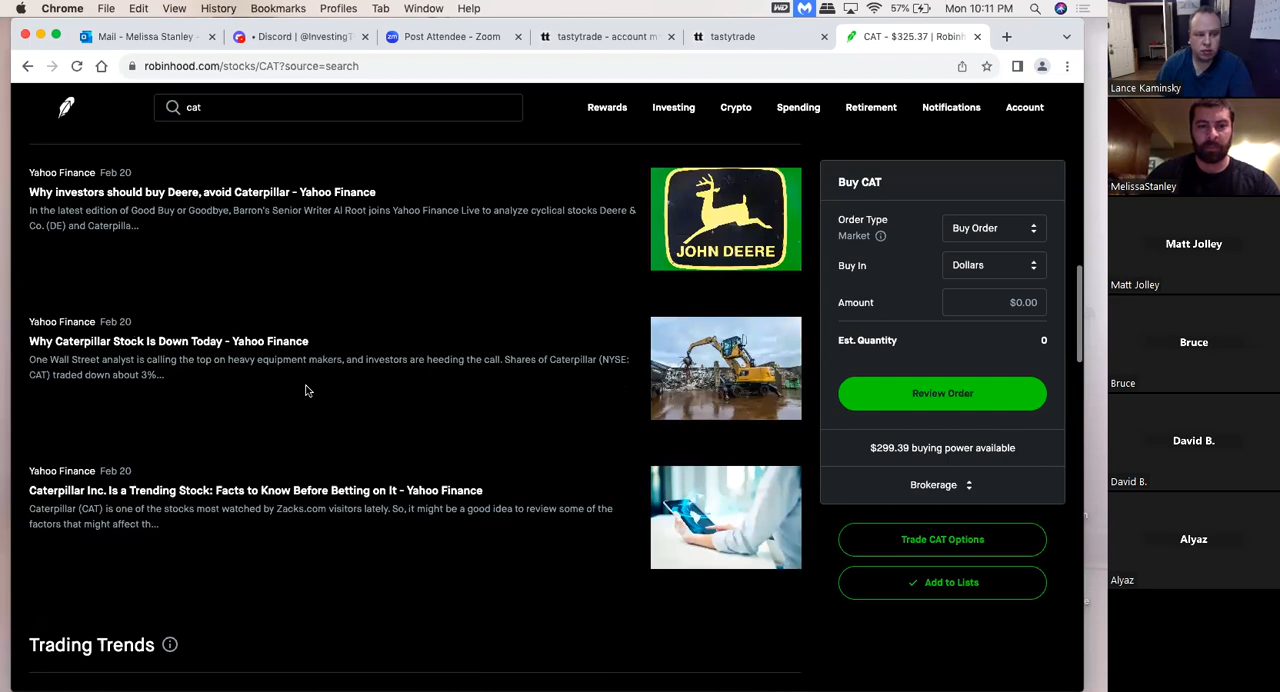 Chrome File Edit View History Bookmarks Profiles Tab Window Help
57% Mon 10:11 PM
Mail - Melissa Stanley -
• Discord | @InvestingT
Post Attendee - Zoom
tt tastytrade - account m
tt tastytrade
CAT - $325.37 | Robinh
robinhood.com/stocks/CAT?source=search
cat
Rewards Investing Crypto Spending Retirement Notifications Account
Yahoo Finance Feb 20
Why investors should buy Deere, avoid Caterpillar - Yahoo Finance
In the latest edition of Good Buy or Goodbye, Barron's Senior Writer Al Root joins Yahoo Finance Live to analyze cyclical stocks Deere &
Co. (DE) and Caterpilla...
JOHN DEERE
Yahoo Finance Feb 20
Why Caterpillar Stock Is Down Today - Yahoo Finance
One Wall Street analyst is calling the top on heavy equipment makers, and investors are heeding the call. Shares of Caterpillar (NYSE:
CAT) traded down about 3%...
Yahoo Finance Feb 20
Caterpillar Inc. Is a Trending Stock: Facts to Know Before Betting on It - Yahoo Finance
Caterpillar (CAT) is one of the stocks most watched by Zacks.com visitors lately. So, it might be a good idea to review some of the
factors that might affect th...
Trading Trends
Buy CAT
Order Type
Market
Buy Order
Buy In Dollars
Amount $0.00
Est. Quantity 0
Review Order
$299.39 buying power available
Brokerage
Trade CAT Options
Add to Lists
Lance Kaminsky
MelissaStanley
Matt Jolley
Matt Jolley
Bruce
Bruce
David B.
David B.
Alyaz
Alyaz